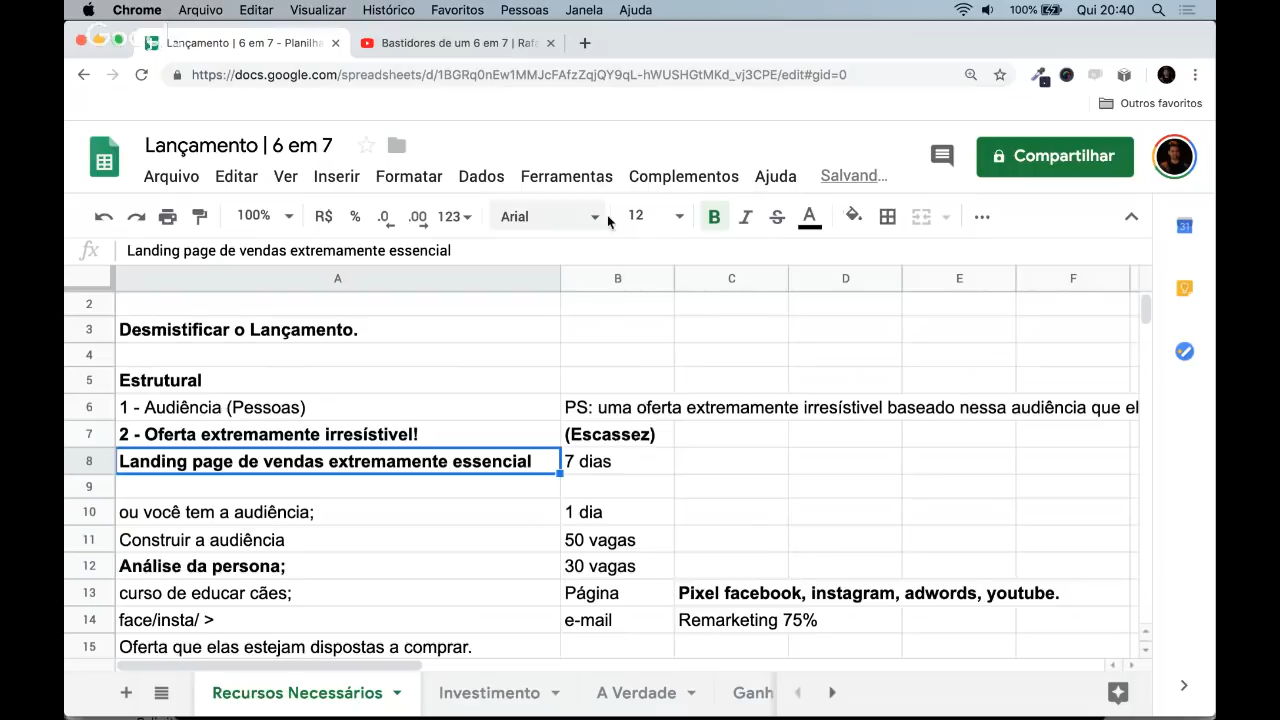 Chrome Arquivo Editar Visualizar Histórico Favoritos Pessoas Janela Ajuda 100% Qui 20:40
Lançamento | 6 em 7 - Planilha × Bastidores de um 6 em 7 | Rafa × +
https://docs.google.com/spreadsheets/d/1BGRq0nEw1MMJcFAfzZqjQY9qL-hWUSHGtMKd_vj3CPE/edit#gid=0
Outros favoritos
Lançamento | 6 em 7
Compartilhar
Arquivo Editar Ver Inserir Formatar Dados Ferramentas Complementos Ajuda Salvand...
100% R$ % .0 .00 123 Arial 12 B I S A
fx Landing page de vendas extremamente essencial
A B C D E F
2
3 Desmistificar o Lançamento.
4
5 Estrutural
6 1 - Audiência (Pessoas) PS: uma oferta extremamente irresístivel baseado nessa audiência que el
7 2 - Oferta extremamente irresístivel! (Escassez)
8 Landing page de vendas extremamente essencial 7 dias
9
10 ou você tem a audiência; 1 dia
11 Construir a audiência 50 vagas
12 Análise da persona; 30 vagas
13 curso de educar cães; Página Pixel facebook, instagram, adwords, youtube.
14 face/insta/ > e-mail Remarketing 75%
15 Oferta que elas estejam dispostas a comprar.
+ Recursos Necessários Investimento A Verdade Ganh
31